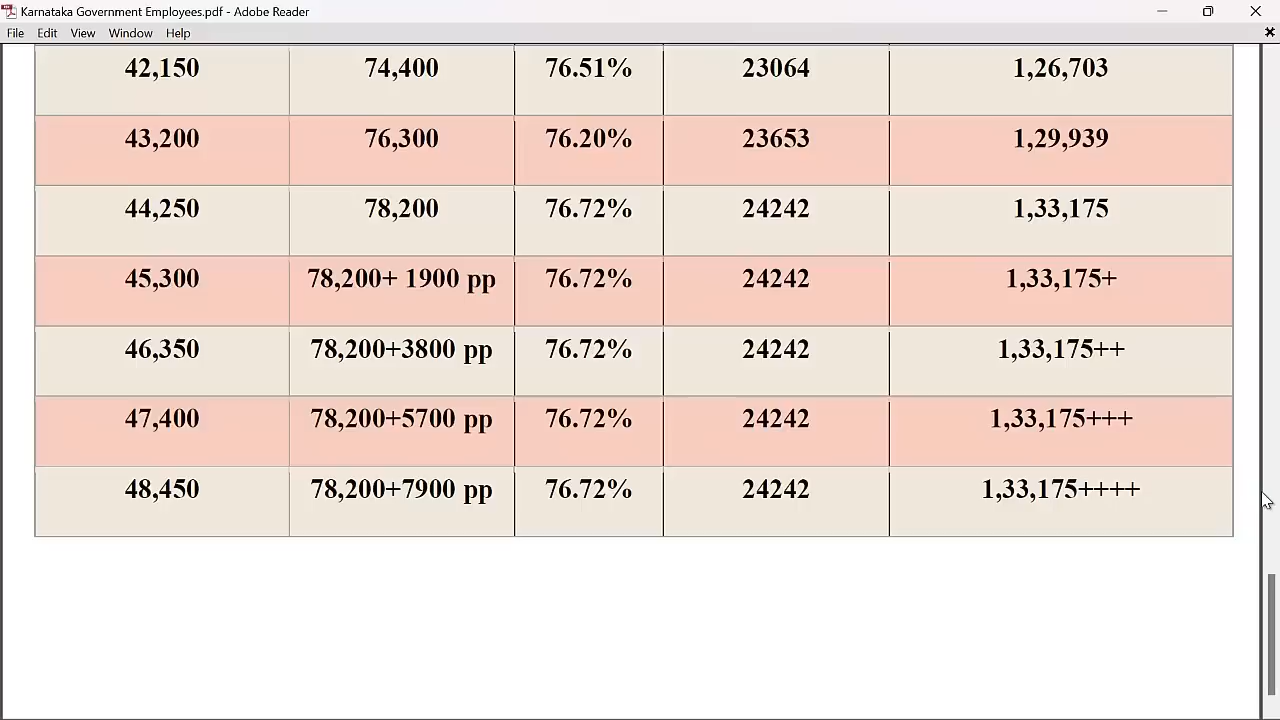 Karnataka Government Employees.pdf - Adobe Reader
File Edit View Window Help
42,150 74,400 76.51% 23064 1,26,703
43,200 76,300 76.20% 23653 1,29,939
44,250 78,200 76.72% 24242 1,33,175
45,300 78,200+ 1900 pp 76.72% 24242 1,33,175+
46,350 78,200+3800 pp 76.72% 24242 1,33,175++
47,400 78,200+5700 pp 76.72% 24242 1,33,175+++
48,450 78,200+7900 pp 76.72% 24242 1,33,175++++